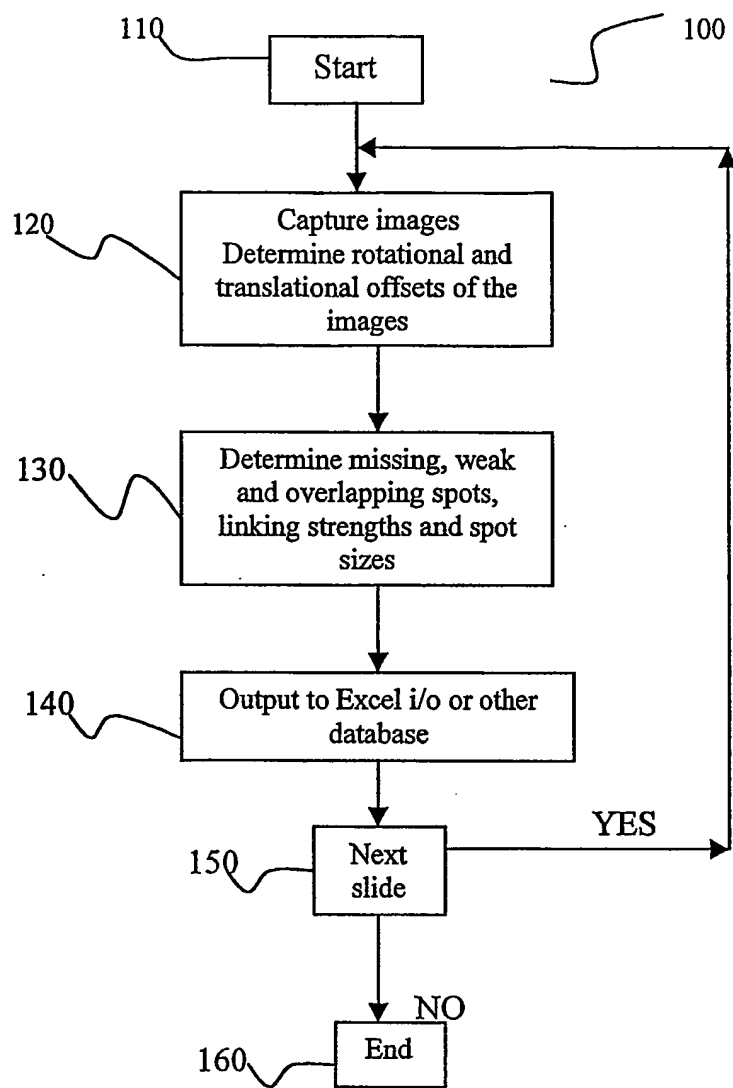 110
Start
100
120
Capture images
Determine rotational and
translational offsets of the
images
130
Determine missing, weak
and overlapping spots,
linking strengths and spot
sizes
140
Output to Excel i/o or other
database
YES
150
Next
slide
NO
160
End